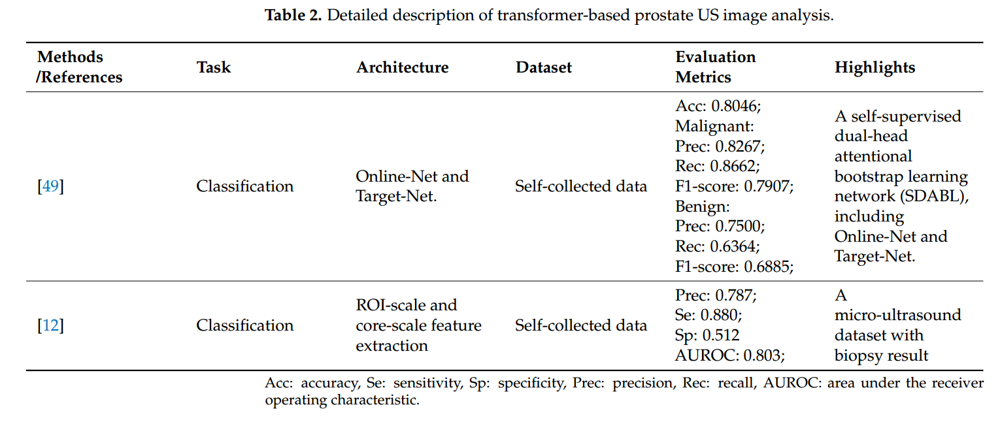 Table 2. Detailed description of transformer-based prostate US image analysis.
Methods
/References
Task
Architecture
Dataset
Evaluation
Metrics
Highlights
[49]
Classification
Online-Net and
Target-Net.
Self-collected data
Acc: 0.8046;
Malignant:
Prec: 0.8267;
Rec: 0.8662;
F1-score: 0.7907;
Benign:
Prec: 0.7500;
Rec: 0.6364;
F1-score: 0.6885;
A self-supervised
dual-head
attentional
bootstrap learning
network (SDABL),
including
Online-Net and
Target-Net.
[12]
Classification
ROI-scale and
core-scale feature
extraction
Self-collected data
Prec: 0.787;
Se: 0.880;
Sp: 0.512
AUROC: 0.803;
A
micro-ultrasound
dataset with
biopsy result
Acc: accuracy, Se: sensitivity, Sp: specificity, Prec: precision, Rec: recall, AUROC: area under the receiver
operating characteristic.